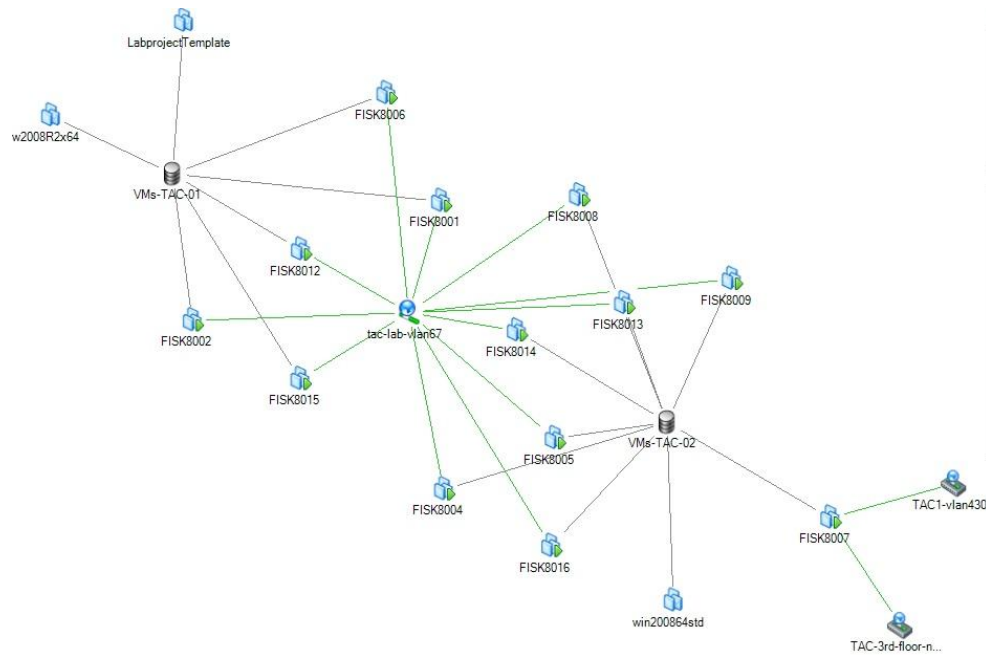 LabprojectTemplate
w2008R2x64
FISK8006
VMs-TAC-01
FISK8001
FISK8008
FISK8012
FISK8009
FISK8013
tac-lab-vlan67
FISK8002
FISK8014
FISK8015
VMs-TAC-02
FISK8005
FISK8004
TAC1-vlan430
FISK8007
FISK8016
win200864std
TAC-3rd-floor-n...